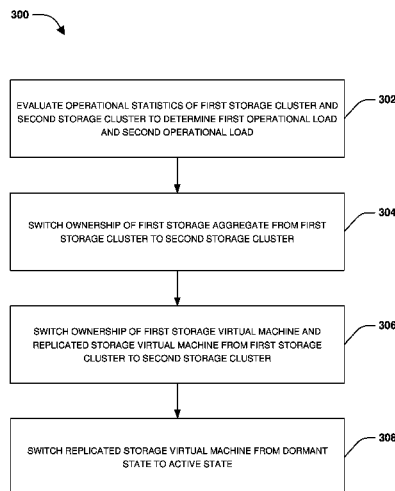 300
EVALUATE OPERATIONAL STATISTICS OF FIRST STORAGE CLUSTER AND
SECOND STORAGE CLUSTER TO DETERMINE FIRST OPERATIONAL LOAD
AND SECOND OPERATIONAL LOAD
302
SWITCH OWNERSHIP OF FIRST STORAGE AGGREGATE FROM FIRST
STORAGE CLUSTER TO SECOND STORAGE CLUSTER
304
SWITCH OWNERSHIP OF FIRST STORAGE VIRTUAL MACHINE AND
REPLICATED STORAGE VIRTUAL MACHINE FROM FIRST STORAGE
CLUSTER TO SECOND STORAGE CLUSTER
306
SWITCH REPLICATED STORAGE VIRTUAL MACHINE FROM DORMANT
STATE TO ACTIVE STATE
308